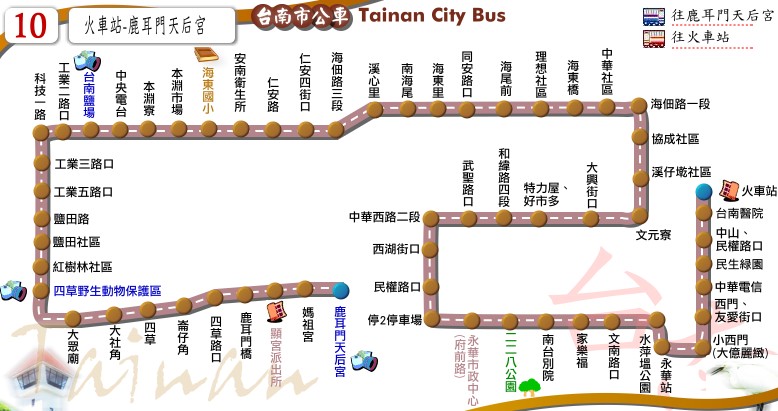 10
火車站-鹿耳門天后宮
台南市公車 Tainan City Bus
往鹿耳門天后宮
往火車站
火車站
台南醫院
中山、
民權路口
民生綠園
中華電信
西門、
友愛街口
小西門
(大億麗緻)
永華站
水萍塭公園
文南路口
家樂福
南台別院
二二八公園
永華市政中心
(府前路)
停2停車場
民權路口
西湖街口
中華西路二段
武聖路口
和緯路四段
特力屋、
好市多
大興街口
文元寮
溪仔墘社區
協成社區
海佃路一段
中華社區
海東橋
理想社區
海尾前
同安路口
海東里
南海尾
溪心里
海佃路三段
仁安四街口
仁安路
安南衛生所
海東國小
本淵市場
本淵寮
中央電台
台南鹽場
工業二路口
科技一路
工業三路口
工業五路口
鹽田路
鹽田社區
紅樹林社區
四草野生動物保護區
大眾廟
大社角
四草
崙仔角
四草路口
鹿耳門橋
顯宮派出所
媽祖宮
鹿耳門天后宮
Tainan
台